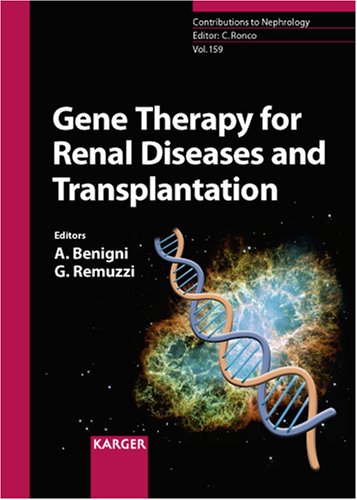 Contributions to Nephrology
Editor: C. Ronco
Vol. 159
Gene Therapy for
Renal Diseases and
Transplantation
Editors
A. Benigni
G. Remuzzi
KARGER